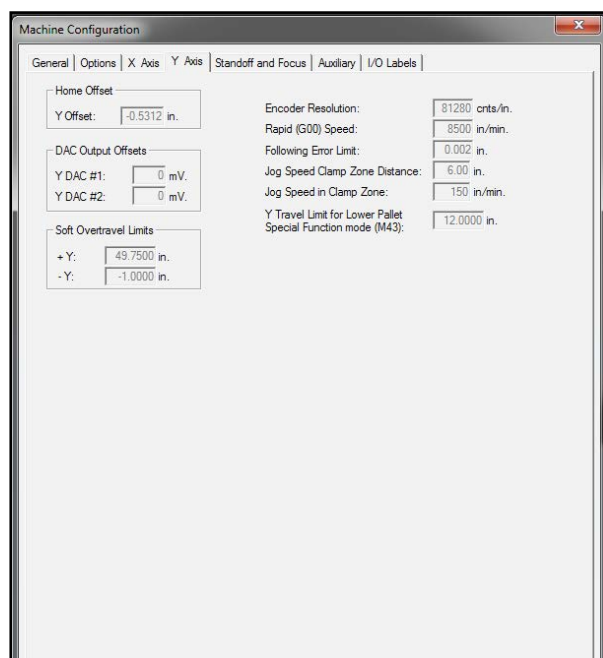 Machine Configuration
General
Options
X Axis
Y Axis
Standoff and Focus
Auxiliary
I/O Labels
Home Offset
Y Offset: -0.5312 in.
DAC Output Offsets
Y DAC #1: 0 mV.
Y DAC #2: 0 mV.
Soft Overtravel Limits
+ Y: 49.7500 in.
- Y: -1.0000 in.
Encoder Resolution: 81280 cnts/in.
Rapid (G00) Speed: 8500 in/min.
Following Error Limit: 0.002 in.
Jog Speed Clamp Zone Distance: 6.00 in.
Jog Speed in Clamp Zone: 150 in/min.
Y Travel Limit for Lower Pallet
Special Function mode (M43): 12.0000 in.